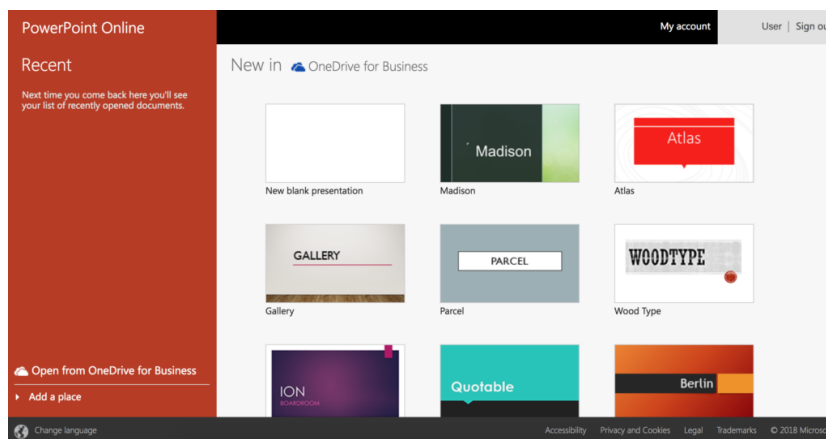 PowerPoint Online
My account
User | Sign
Recent
New in OneDrive for Business
Next time you come back here you'll see
your list of recently opened documents.
Madison
Atlas
New blank presentation
Madison
Atlas
GALLERY
PARCEL
WOODTYPE
Gallery
Parcel
Wood Type
ION
BOARDROOM
Quotable
Berlin
Open from OneDrive for Business
Add a place
Change language
Accessibility
Privacy and Cookies
Legal
Trademarks
© 2018